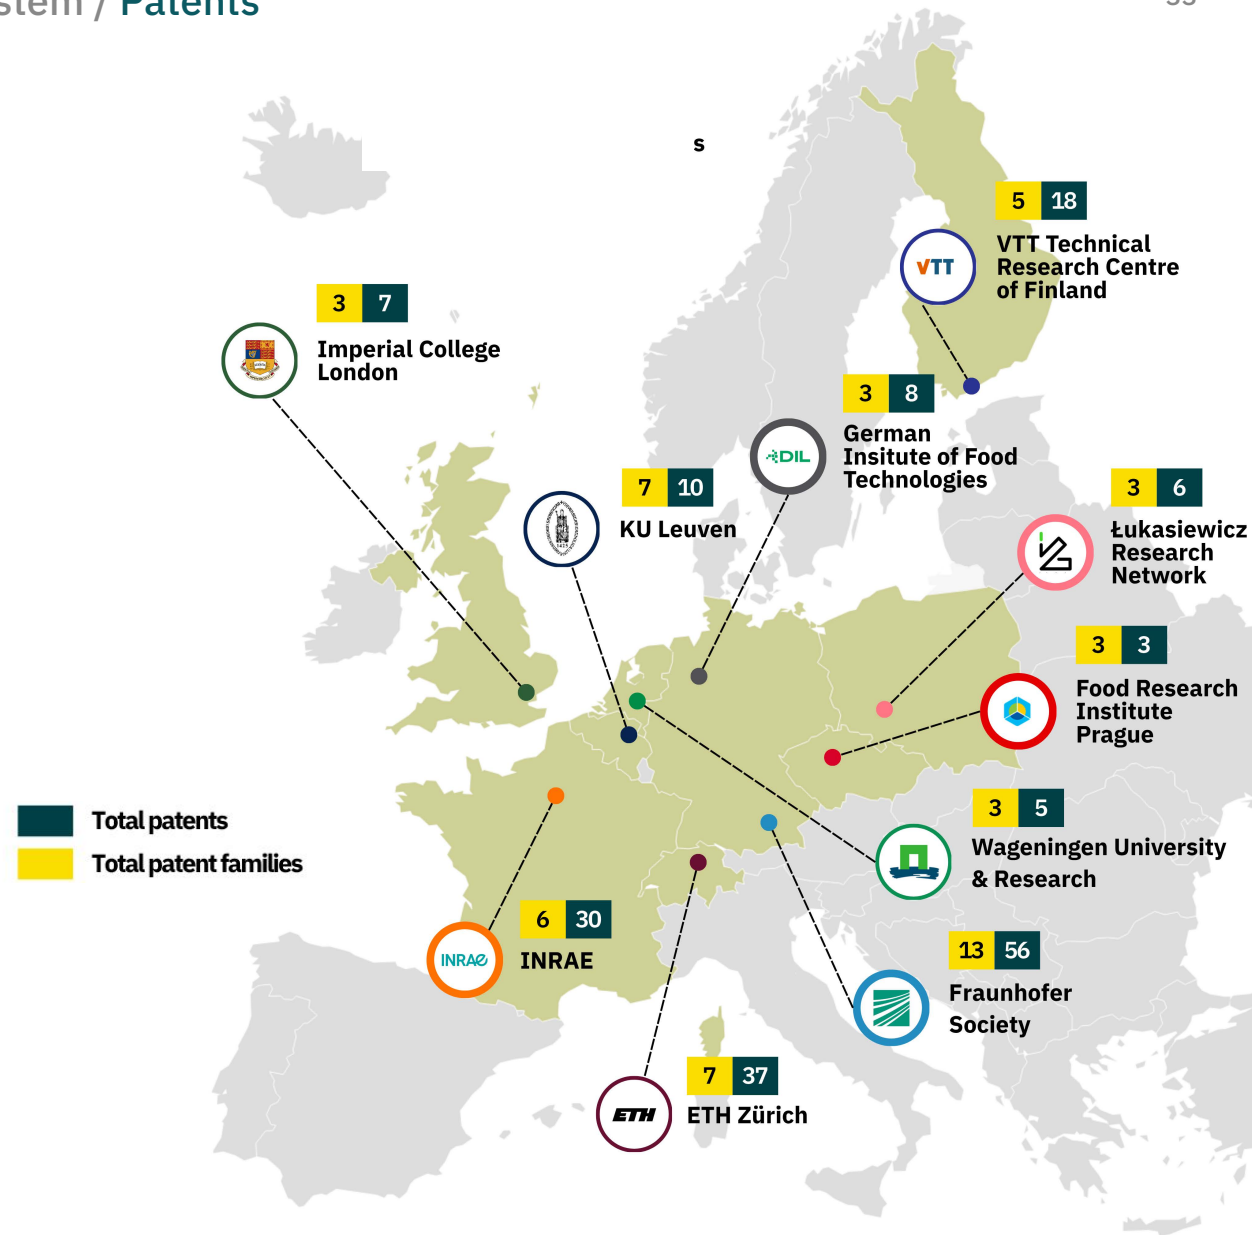 stem / Patents
s
5 18
VTT
VTT Technical
Research Centre
of Finland
3 7
Imperial College
London
3 8
DIL
German
Insitute of Food
Technologies
7 10
KU Leuven
3 6
Łukasiewicz
Research
Network
3 3
Food Research
Institute
Prague
Total patents
Total patent families
3 5
Wageningen University
& Research
6 30
INRAE
INRAE
13 56
Fraunhofer
Society
7 37
ETH
ETH Zürich